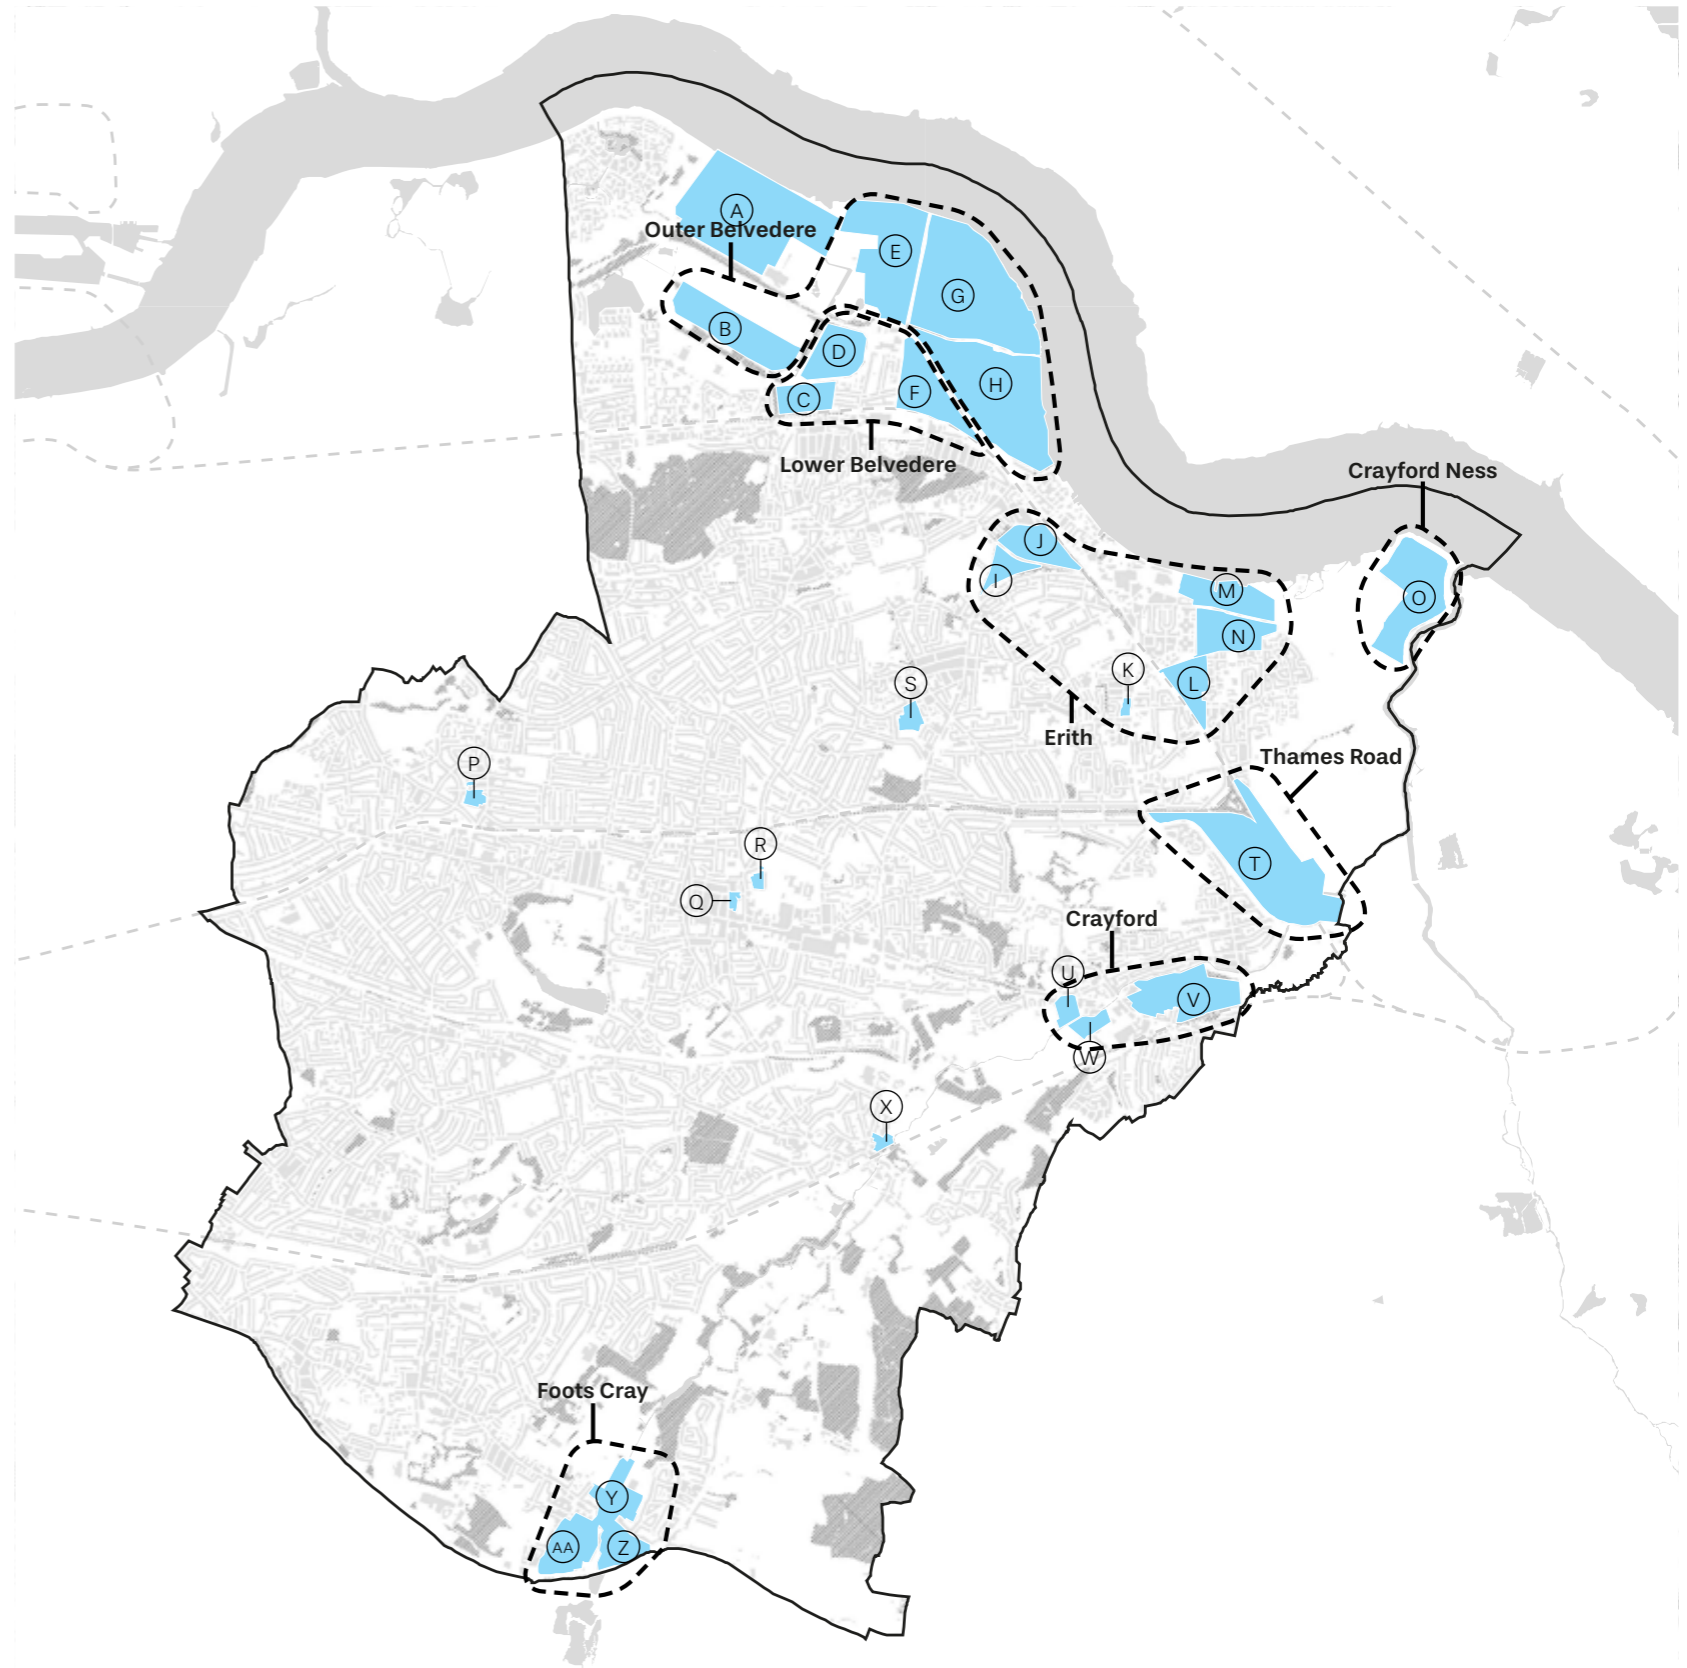 A
Outer Belvedere
E
G
B
D
H
F
C
Lower Belvedere
Crayford Ness
J
I
M
O
N
K
S
L
Erith
Thames Road
P
R
T
Q
Crayford
U
V
W
X
Foots Cray
Y
AA
Z